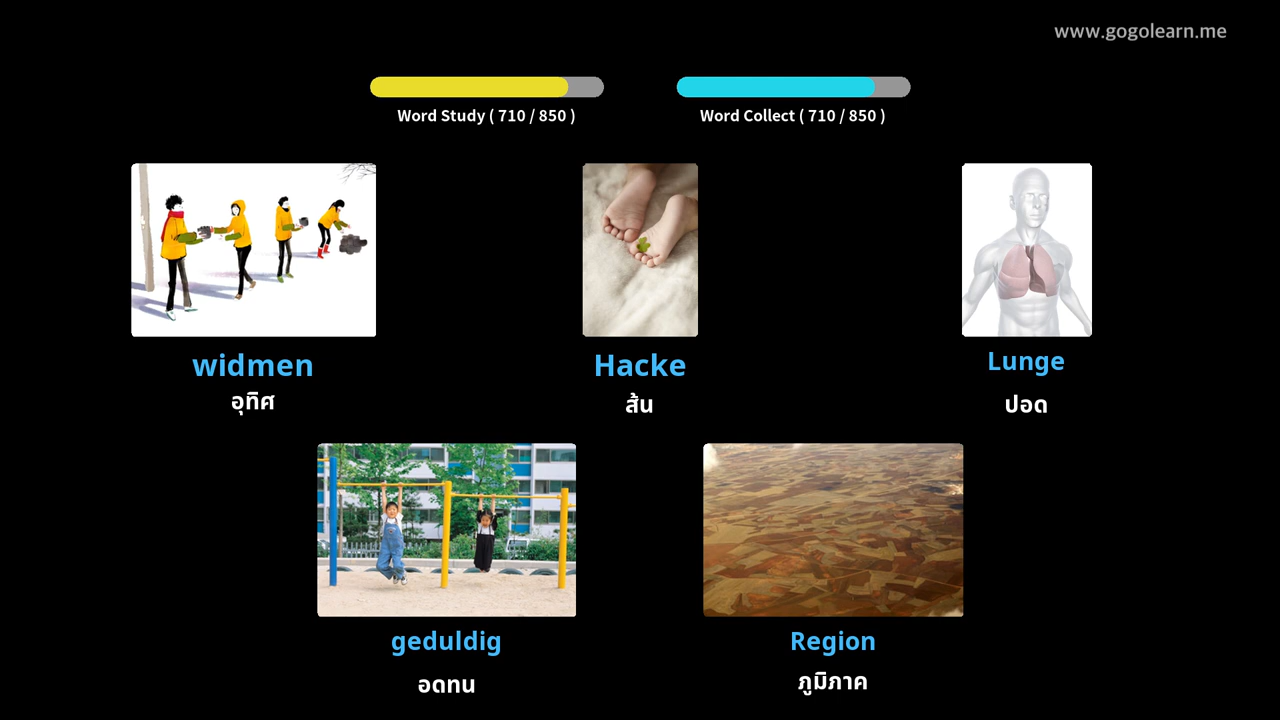 www.gogolearn.me
Word Study ( 710 / 850 )
Word Collect ( 710 / 850 )
widmen
อุทิศ
Hacke
ส้น
Lunge
ปอด
geduldig
อดทน
Region
ภูมิภาค